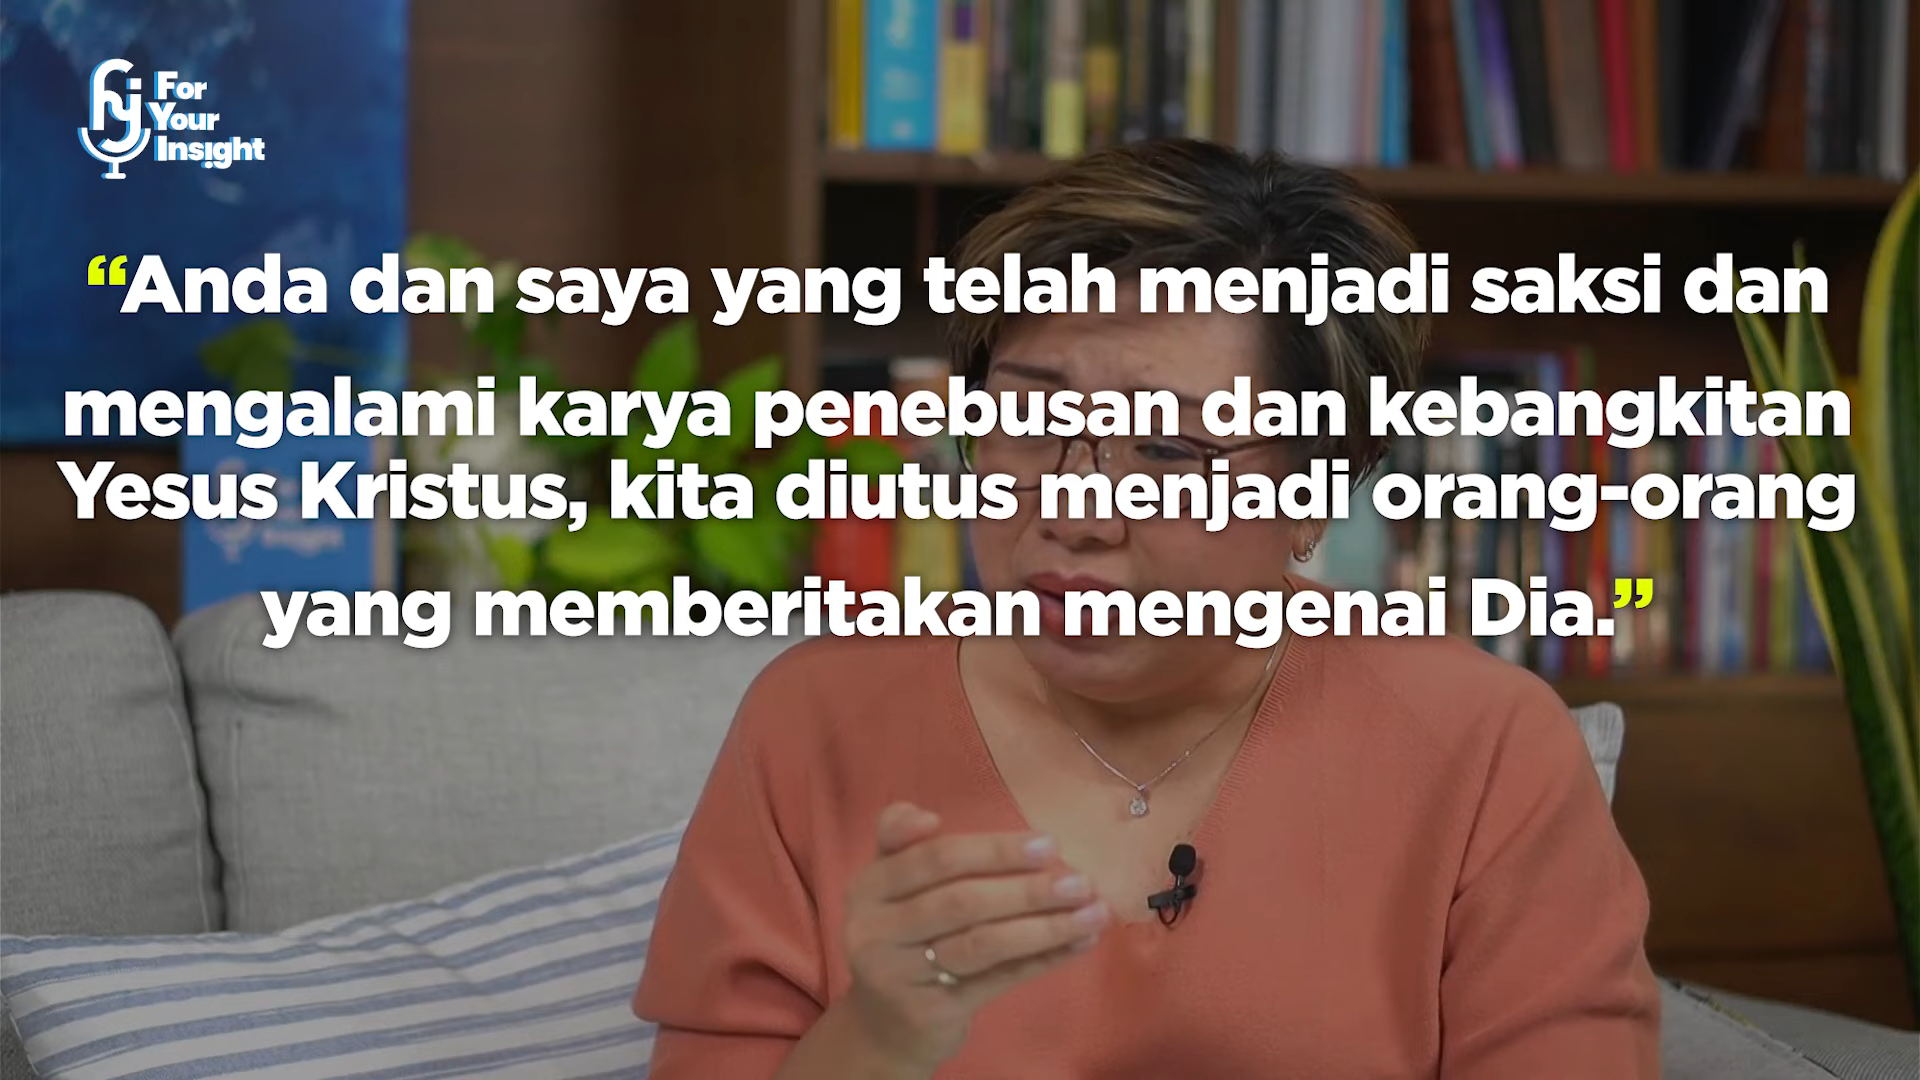 For
Your
Insight
“Anda dan saya yang telah menjadi saksi dan
mengalami karya penebusan dan kebangkitan
Yesus Kristus, kita diutus menjadi orang-orang
yang memberitakan mengenai Dia.”